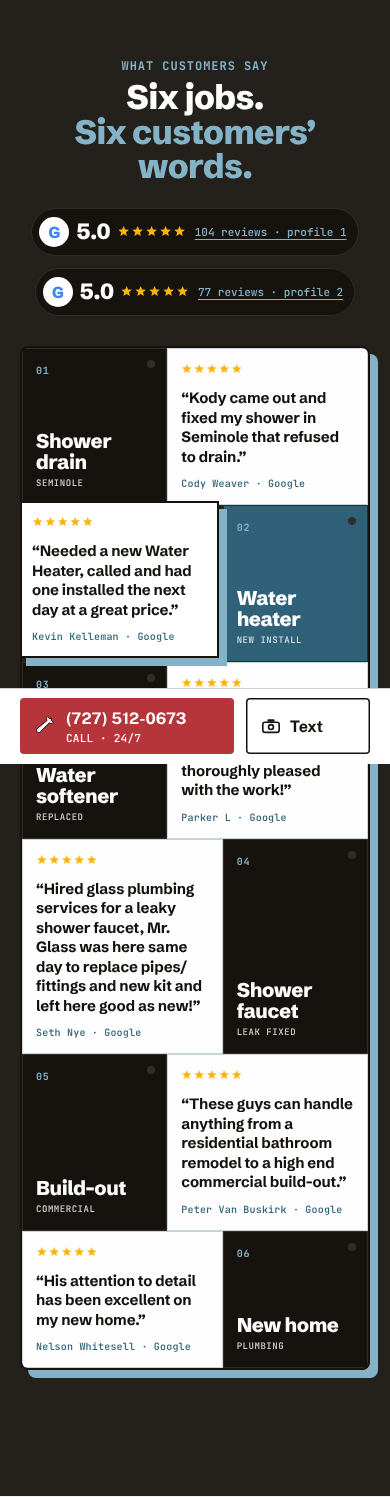 WHAT CUSTOMERS SAY
Six jobs.
Six customers’
words.
G 5.0 ★★★★★ 104 reviews · profile 1
G 5.0 ★★★★★ 77 reviews · profile 2
01
Shower
drain
SEMINOLE
★★★★★
“Kody came out and
fixed my shower in
Seminole that refused
to drain.”
Cody Weaver · Google
★★★★★
“Needed a new Water
Heater, called and had
one installed the next
day at a great price.”
Kevin Kelleman · Google
02
Water
heater
NEW INSTALL
03
★★★★★
(727) 512-0673
CALL · 24/7
Text
Water
softener
REPLACED
thoroughly pleased
with the work!”
Parker L · Google
★★★★★
“Hired glass plumbing
services for a leaky
shower faucet, Mr.
Glass was here same
day to replace pipes/
fittings and new kit and
left here good as new!”
Seth Nye · Google
04
Shower
faucet
LEAK FIXED
05
Build-out
COMMERCIAL
★★★★★
“These guys can handle
anything from a
residential bathroom
remodel to a high end
commercial build-out.”
Peter Van Buskirk · Google
★★★★★
“His attention to detail
has been excellent on
my new home.”
Nelson Whitesell · Google
06
New home
PLUMBING